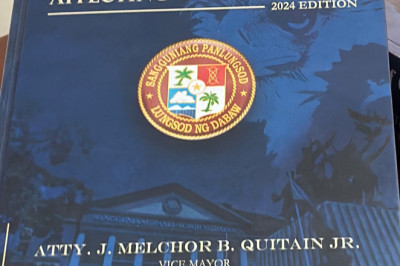 2024 EDITION
SANGGUNIANG PANLUNGSOD
LUNGSOD NG DABAW
ATTY. J. MELCHOR B. QUITAIN JR.
VICE MAYOR